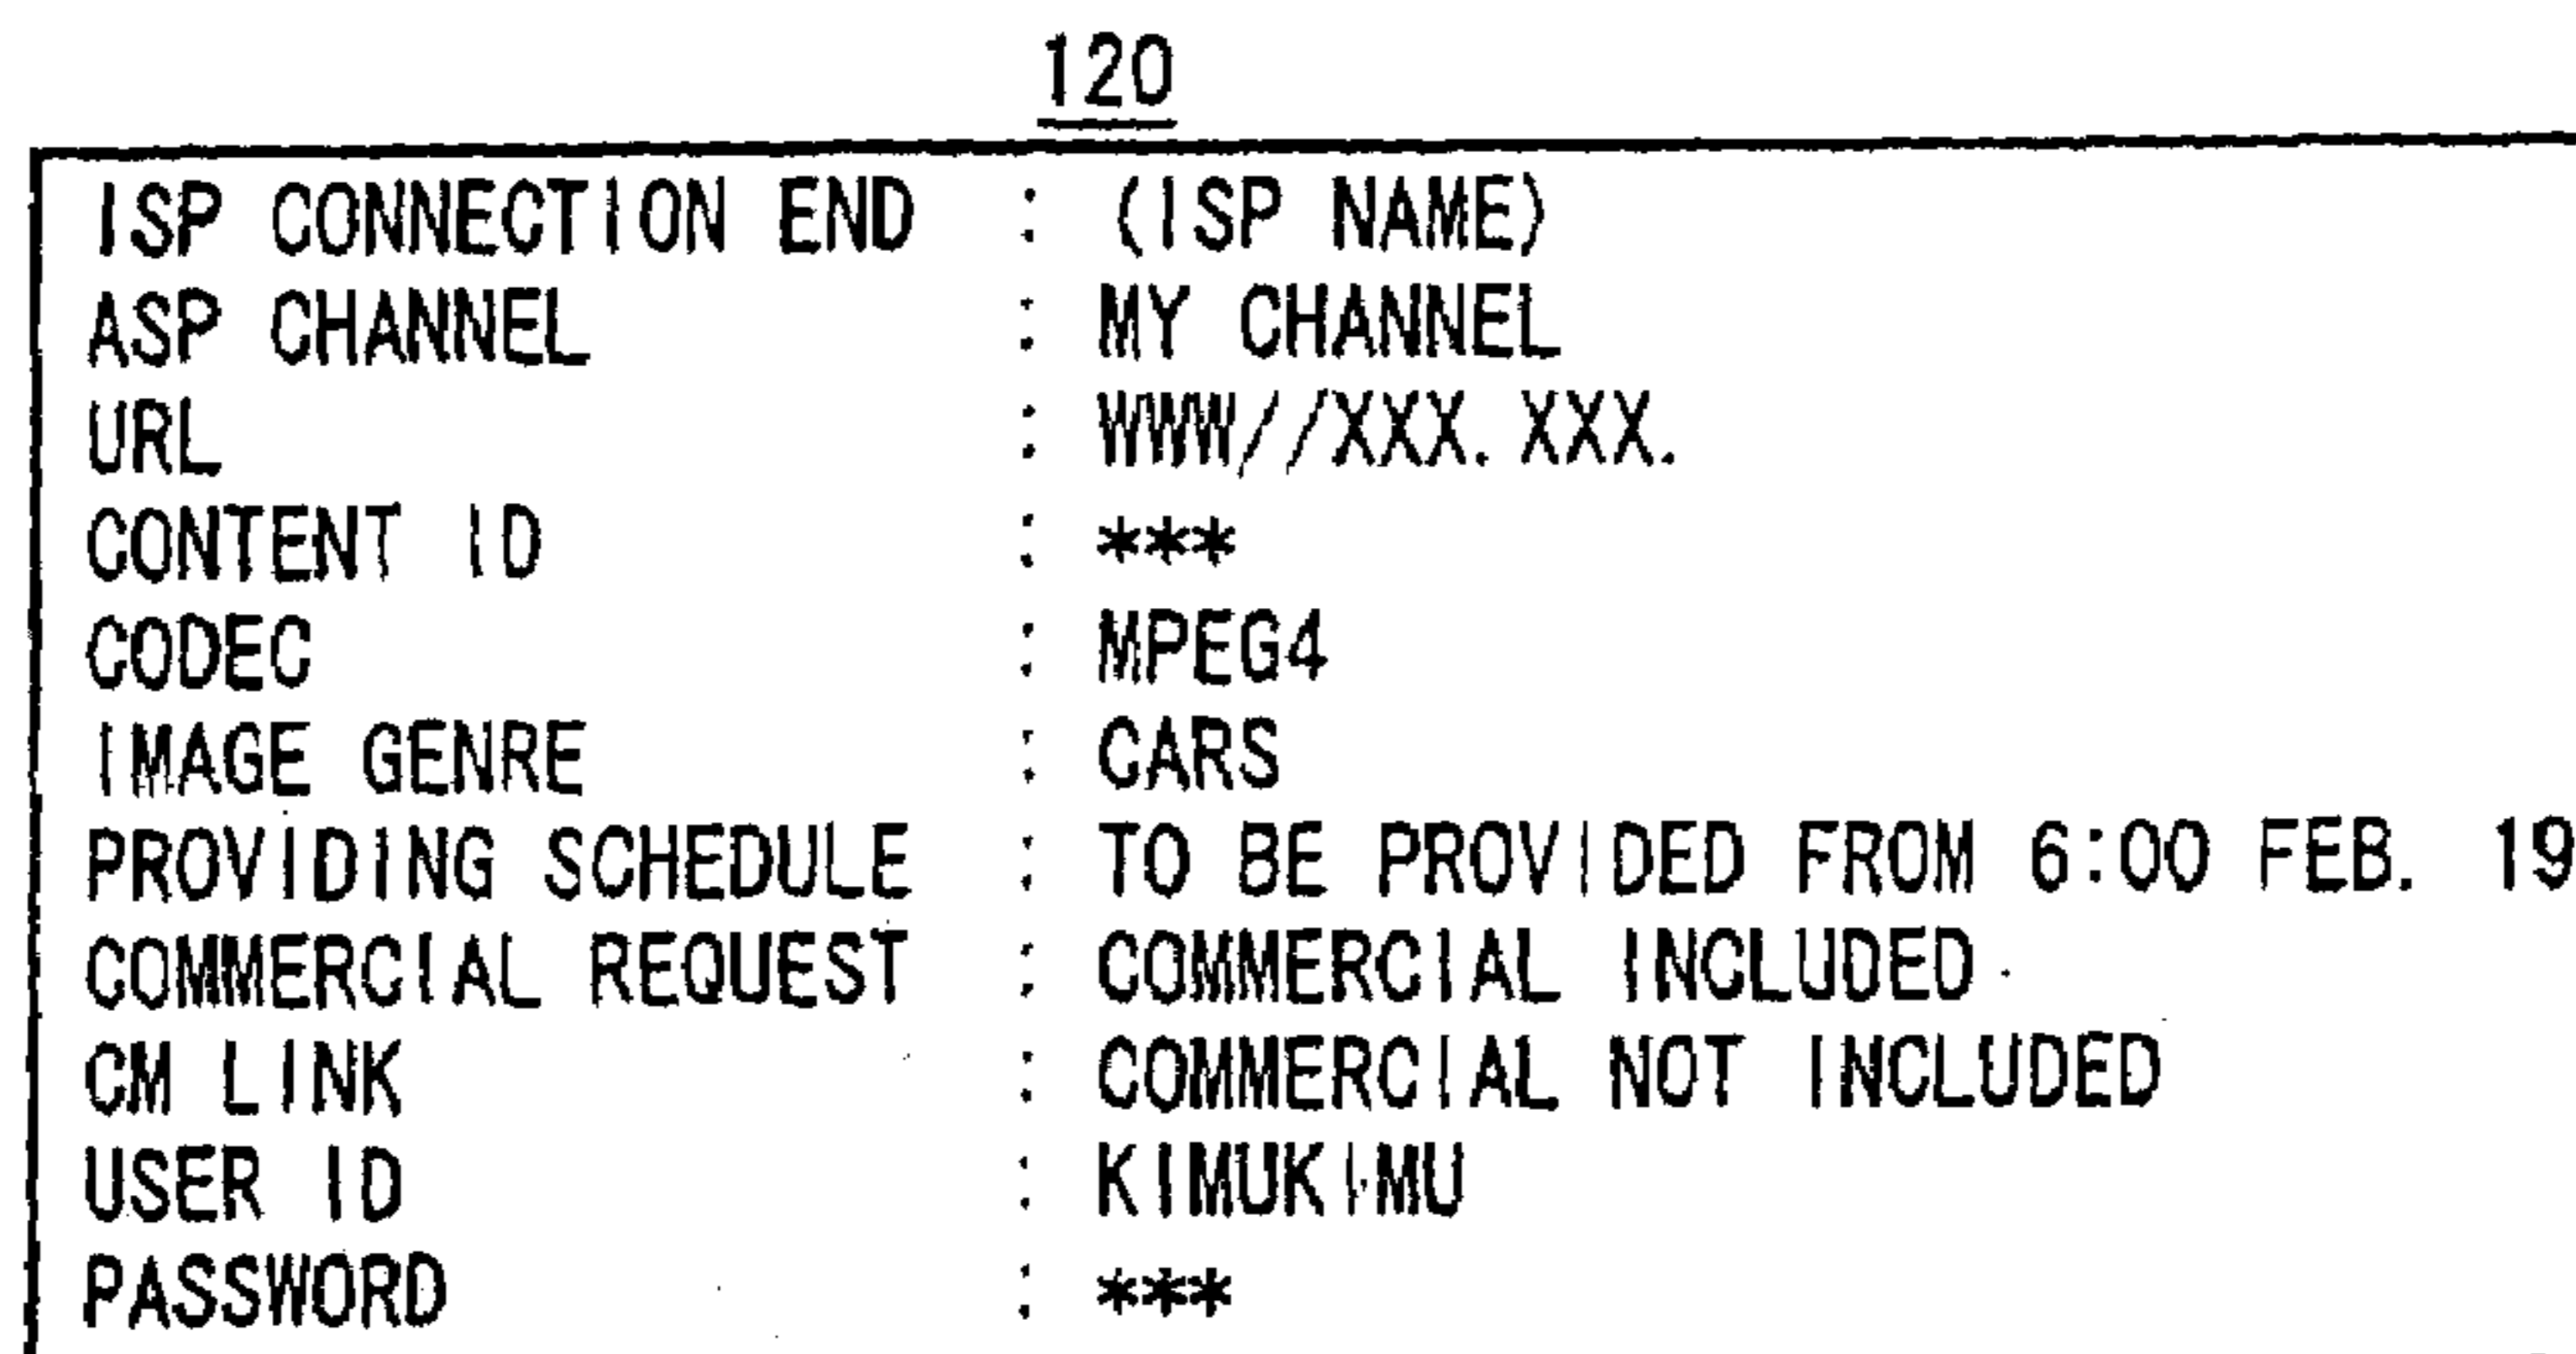 120
ISP CONNECTION END : (ISP NAME)
ASP CHANNEL : MY CHANNEL
URL : WWW//XXX.XXX.
CONTENT ID : ***
CODEC : MPEG4
IMAGE GENRE : CARS
PROVIDING SCHEDULE : TO BE PROVIDED FROM 6:00 FEB. 19
COMMERCIAL REQUEST : COMMERCIAL INCLUDED
CM LINK : COMMERCIAL NOT INCLUDED
USER ID : KIMUKIMU
PASSWORD : ***